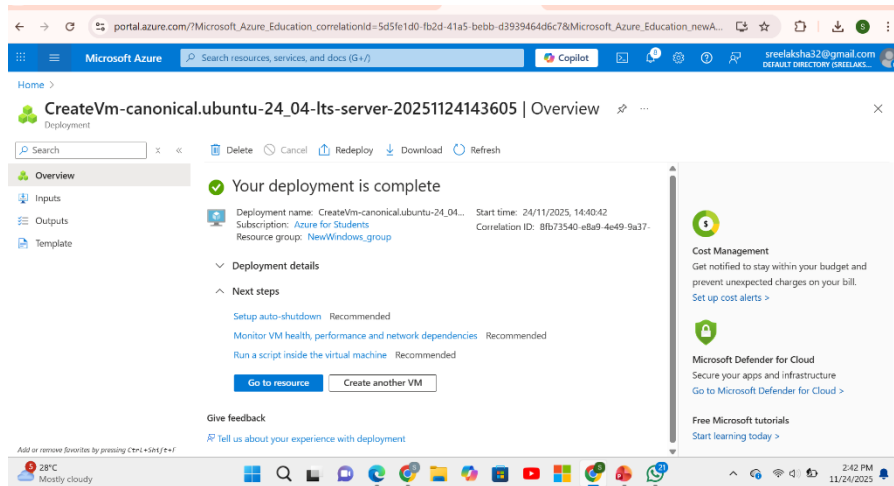 portal.azure.com/?Microsoft_Azure_Education_correlationId=5d5fe1d0-fb2d-41a5-bebb-d3939464d6c7&Microsoft_Azure_Education_newA...
S
Microsoft Azure
Search resources, services, and docs (G+/)
Copilot
sreelaksha32@gmail.com
DEFAULT DIRECTORY (SREELAKS...
Home >
CreateVm-canonical.ubuntu-24_04-lts-server-20251124143605 | Overview
Deployment
Search
Delete
Cancel
Redeploy
Download
Refresh
Overview
Inputs
Outputs
Template
Your deployment is complete
Deployment name: CreateVm-canonical.ubuntu-24_04...
Subscription: Azure for Students
Resource group: NewWindows_group
Start time: 24/11/2025, 14:40:42
Correlation ID: 8fb73540-e8a9-4e49-9a37-
Deployment details
Next steps
Setup auto-shutdown Recommended
Monitor VM health, performance and network dependencies Recommended
Run a script inside the virtual machine Recommended
Go to resource
Create another VM
Give feedback
Tell us about your experience with deployment
Cost Management
Get notified to stay within your budget and
prevent unexpected charges on your bill.
Set up cost alerts >
Microsoft Defender for Cloud
Secure your apps and infrastructure
Go to Microsoft Defender for Cloud >
Free Microsoft tutorials
Start learning today >
Add or remove favorites by pressing Ctrl+Shift+F
28°C
Mostly cloudy
2:42 PM
11/24/2025